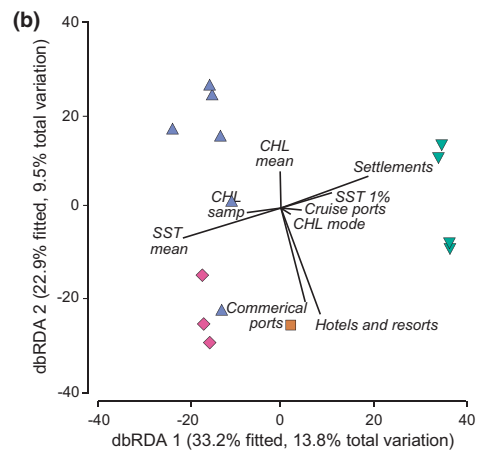 (b)
40
20
0
-20
-40
dbRDA 2 (22.9% fitted, 9.5% total variation)
CHL
mean
Settlements
CHL
samp
SST 1%
Cruise ports
CHL mode
SST
mean
Commerical
ports
Hotels and resorts
-40
-20
0
20
40
dbRDA 1 (33.2% fitted, 13.8% total variation)